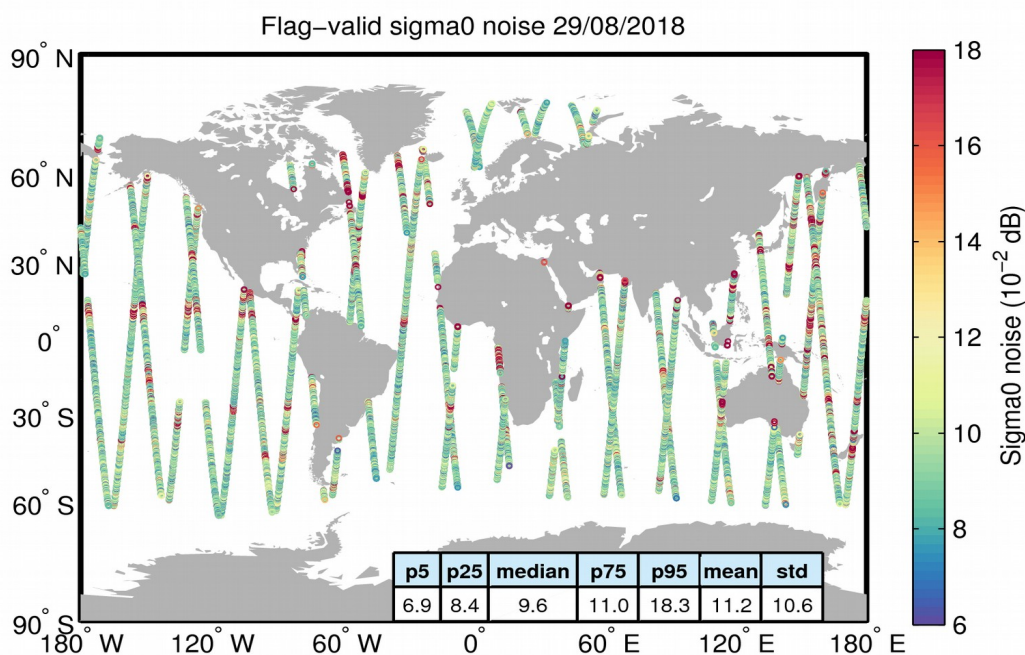 Flag-valid sigma0 noise 29/08/2018
90° N
60° N
30° N
0°
30° S
60° S
90° S
180° W
120° W
60° W
0°
60° E
120° E
180° E
p5 p25 median p75 p95 mean std
6.9 8.4 9.6 11.0 18.3 11.2 10.6
18
16
14
12
10
8
6
Sigma0 noise (10⁻² dB)